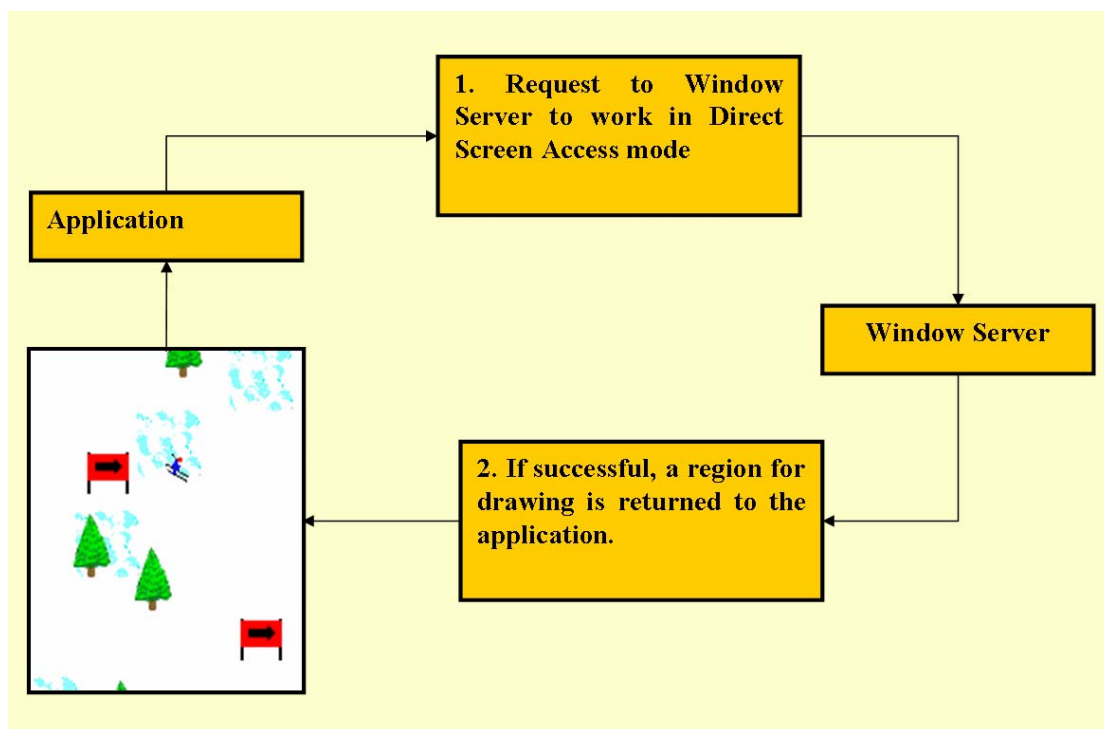 1. Request to Window
Server to work in Direct
Screen Access mode
Application
Window Server
2. If successful, a region for
drawing is returned to the
application.